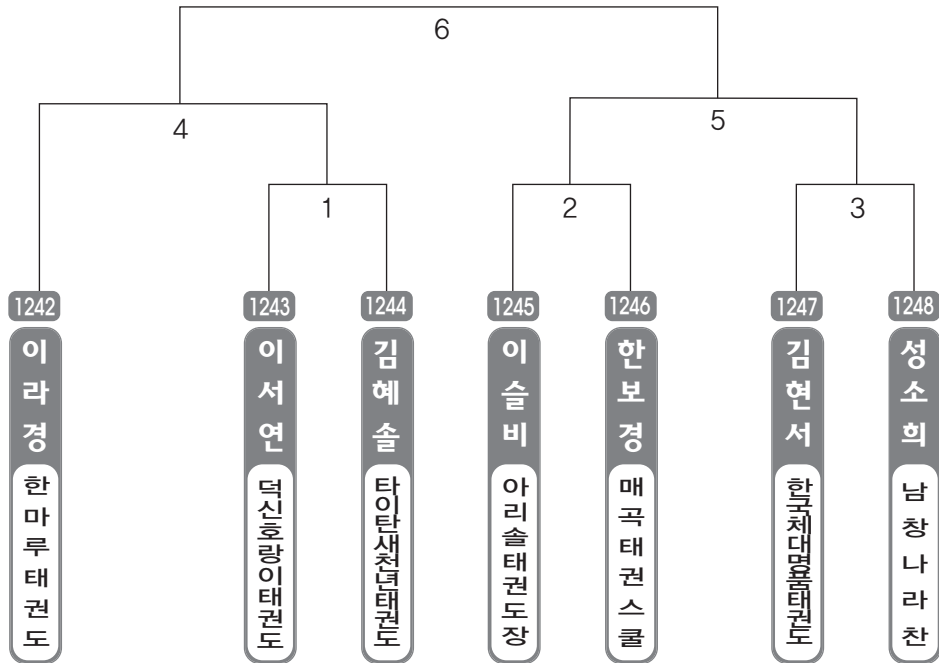 6
4
5
1
2
3
1242
1243
1244
1245
1246
1247
1248
이라경
이서연
김혜솔
이슬비
한보경
김현서
성소희
한마루태권도
덕신호랑이태권도
타이탄새천년태권도
아리솔태권도장
매곡태권스쿨
한국체대명품태권도
남창나라찬